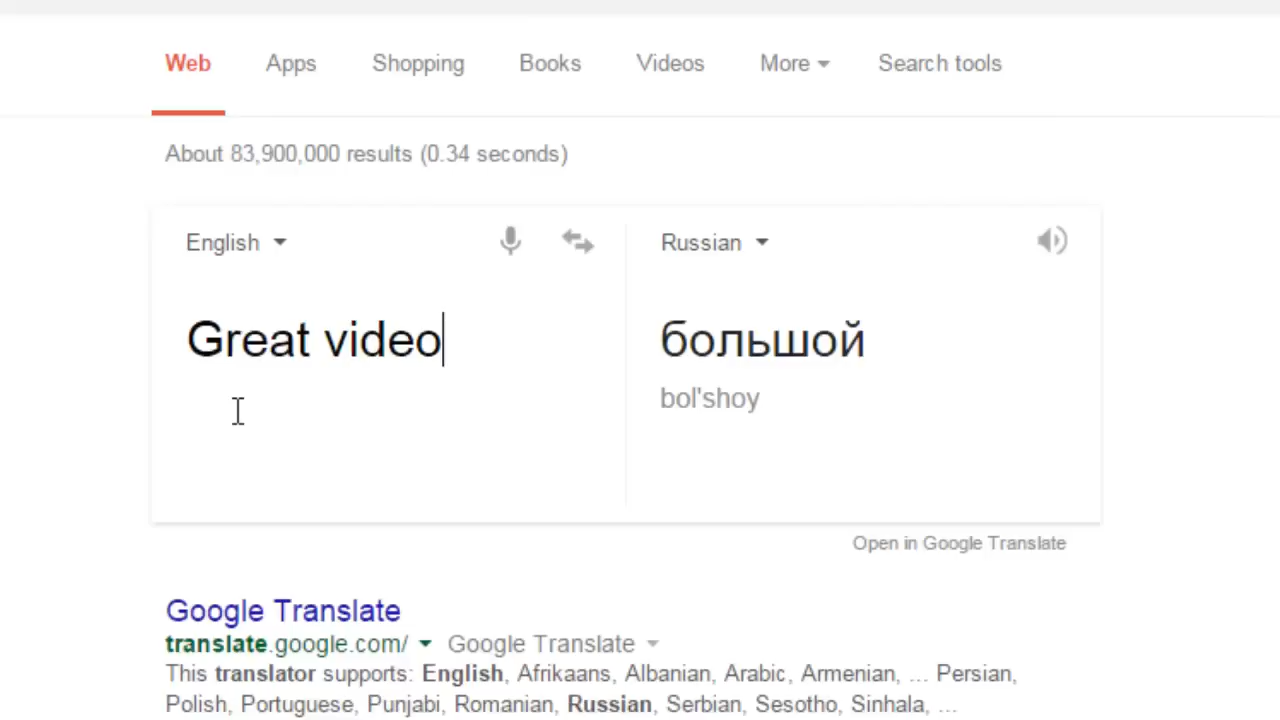 Web Apps Shopping Books Videos More Search tools
About 83,900,000 results (0.34 seconds)
English Russian
Great video большой
bol'shoy
Open in Google Translate
Google Translate
translate.google.com/ Google Translate
This translator supports: English, Afrikaans, Albanian, Arabic, Armenian, ... Persian,
Polish, Portuguese, Punjabi, Romanian, Russian, Serbian, Sesotho, Sinhala, ...